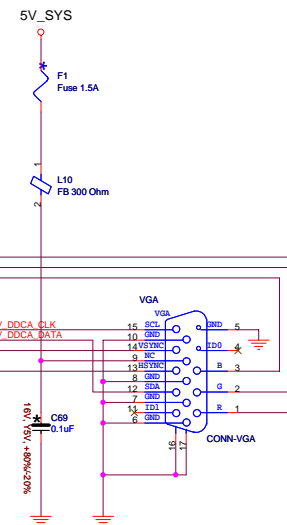 5V_SYS
F1
Fuse 1.5A
1
L10
FB 300 Ohm
2
VGA
VGA
V_DDCA_CLK
15 SCL GND 5
V_DDCA_DATA
10 GND
14 VSYNC ID0 4
9 NC
13 HSYNC B 3
8 GND
12 SDA G 2
7 GND
11 ID1 R 1
6 GND
C69
0.1uF
16V, Y5V, +80%/-20%
16
17
CONN-VGA